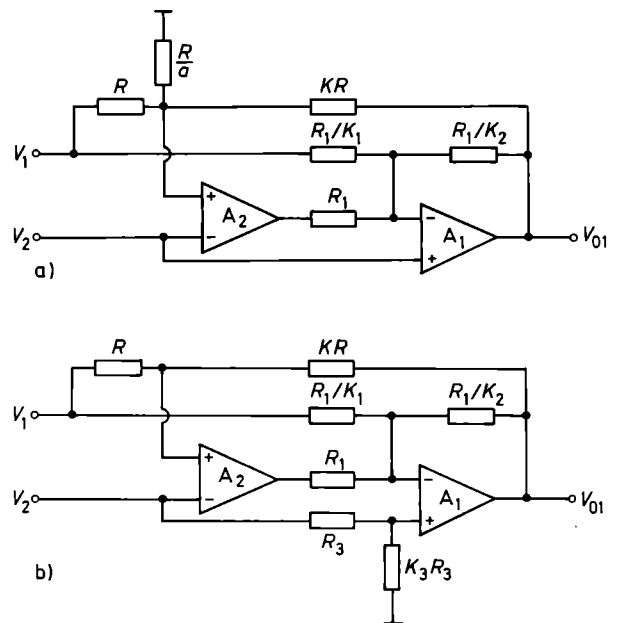 R/a
R
KR
V₁
R₁/K₁
R₁/K₂
R₁
+
A₂
−
−
A₁
+
V₂
V₀₁
a)
R
KR
V₁
R₁/K₁
R₁/K₂
+
A₂
−
R₁
−
A₁
+
V₂
V₀₁
R₃
K₃R₃
b)